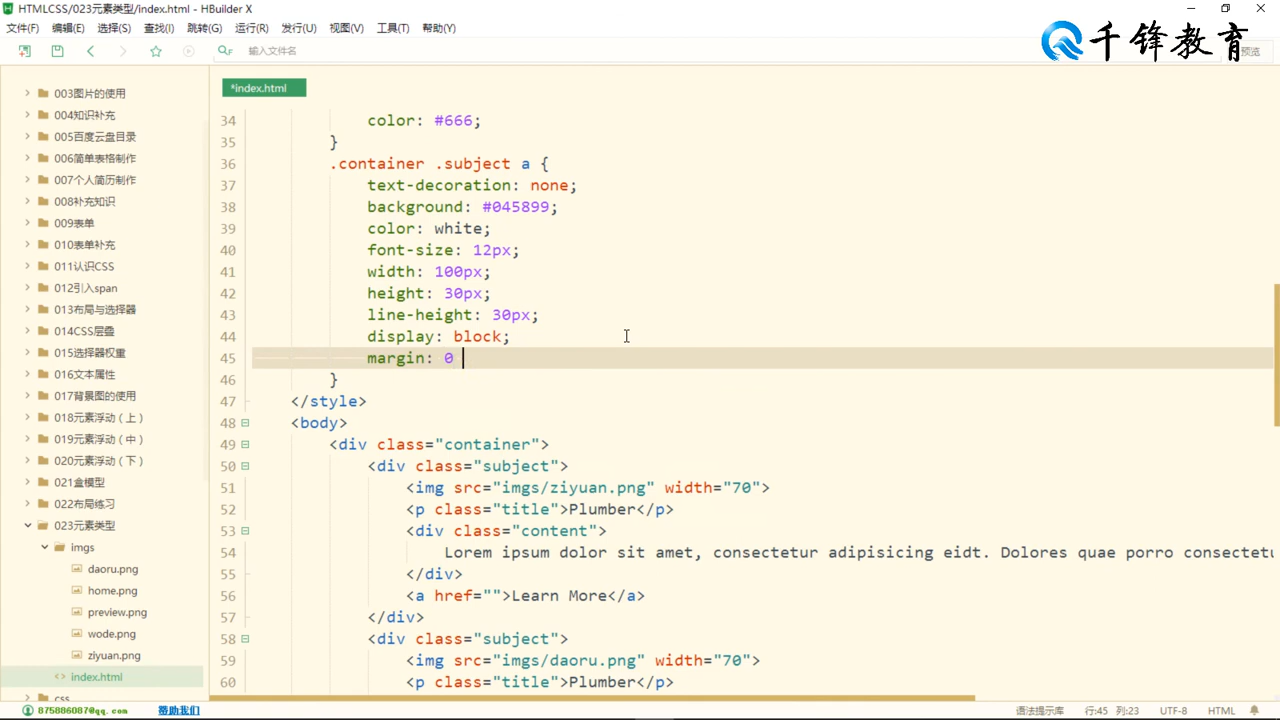 HTMLCSS/023元素类型/index.html - HBuilder X
文件(F) 编辑(E) 选择(S) 查找(I) 跳转(G) 运行(R) 发行(U) 视图(V) 工具(T) 帮助(Y)
输入文件名
千锋教育
预览
003图片的使用
004知识补充
005百度云盘目录
006简单表格制作
007个人简历制作
008补充知识
009表单
010表单补充
011认识CSS
012引入span
013布局与选择器
014CSS层叠
015选择器权重
016文本属性
017背景图的使用
018元素浮动（上）
019元素浮动（中）
020元素浮动（下）
021盒模型
022布局练习
023元素类型
imgs
daoru.png
home.png
preview.png
wode.png
ziyuan.png
index.html
css
*index.html
34 color: #666;
35 }
36 .container .subject a {
37 text-decoration: none;
38 background: #045899;
39 color: white;
40 font-size: 12px;
41 width: 100px;
42 height: 30px;
43 line-height: 30px;
44 display: block;
45 margin: 0
46 }
47 </style>
48 <body>
49 <div class="container">
50 <div class="subject">
51 <img src="imgs/ziyuan.png" width="70">
52 <p class="title">Plumber</p>
53 <div class="content">
54 Lorem ipsum dolor sit amet, consectetur adipisicing eidt. Dolores quae porro consectetu
55 </div>
56 <a href="">Learn More</a>
57 </div>
58 <div class="subject">
59 <img src="imgs/daoru.png" width="70">
60 <p class="title">Plumber</p>
875886087@qq.com 赞助我们 语法提示库 行:45 列:23 UTF-8 HTML